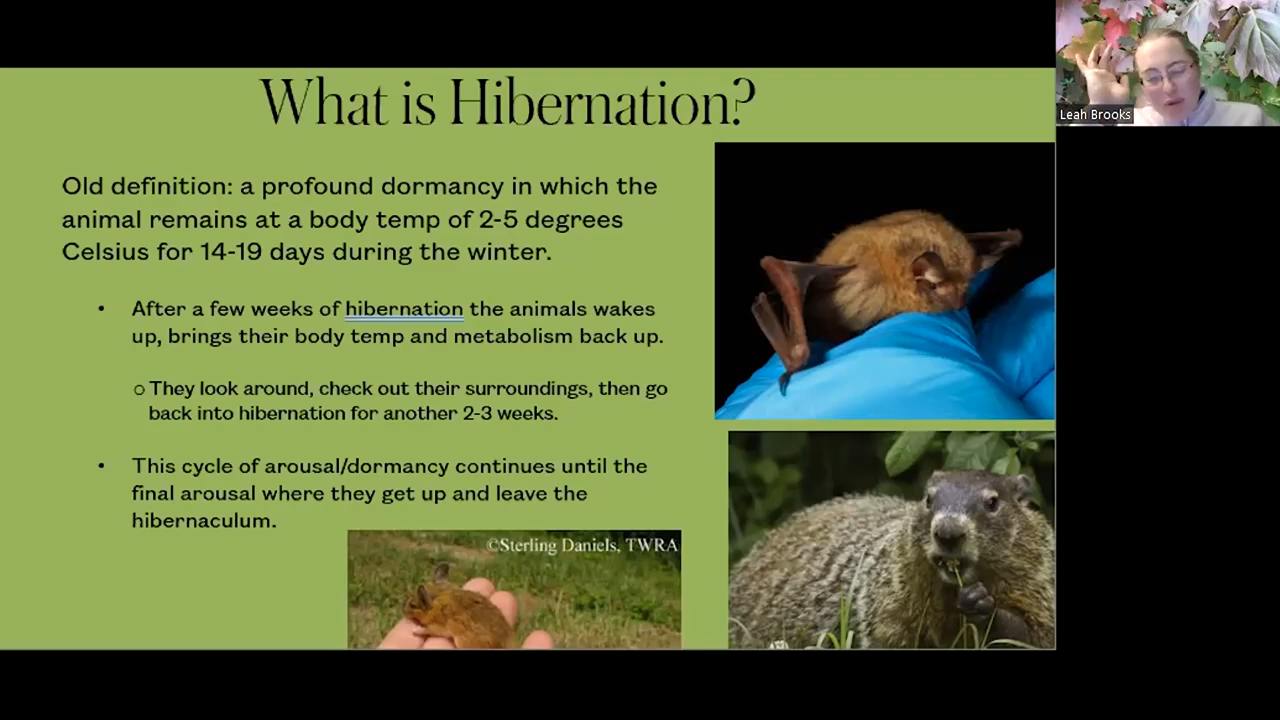 What is Hibernation?
Leah Brooks
Old definition: a profound dormancy in which the
animal remains at a body temp of 2-5 degrees
Celsius for 14-19 days during the winter.
• After a few weeks of hibernation the animals wakes
up, brings their body temp and metabolism back up.
o They look around, check out their surroundings, then go
back into hibernation for another 2-3 weeks.
• This cycle of arousal/dormancy continues until the
final arousal where they get up and leave the
hibernaculum.
©Sterling Daniels, TWRA